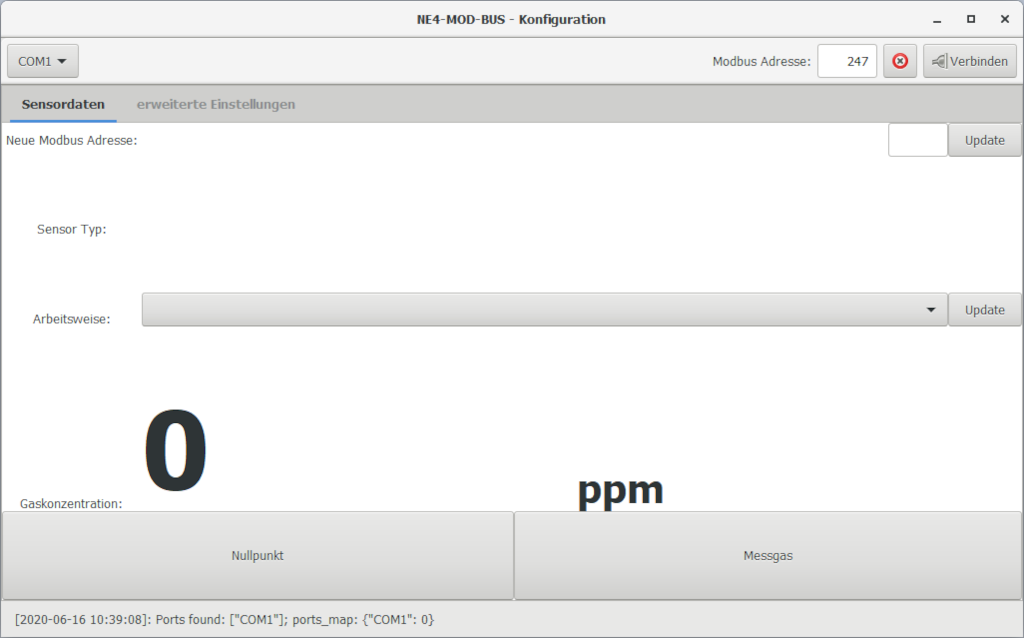 NE4-MOD-BUS - Konfiguration
COM1 Modbus Adresse: 247 Verbinden
Sensordaten erweiterte Einstellungen
Neue Modbus Adresse: Update
Sensor Typ:
Arbeitsweise: Update
Gaskonzentration: 0 ppm
Nullpunkt Messgas
[2020-06-16 10:39:08]: Ports found: ["COM1"]; ports_map: {"COM1": 0}